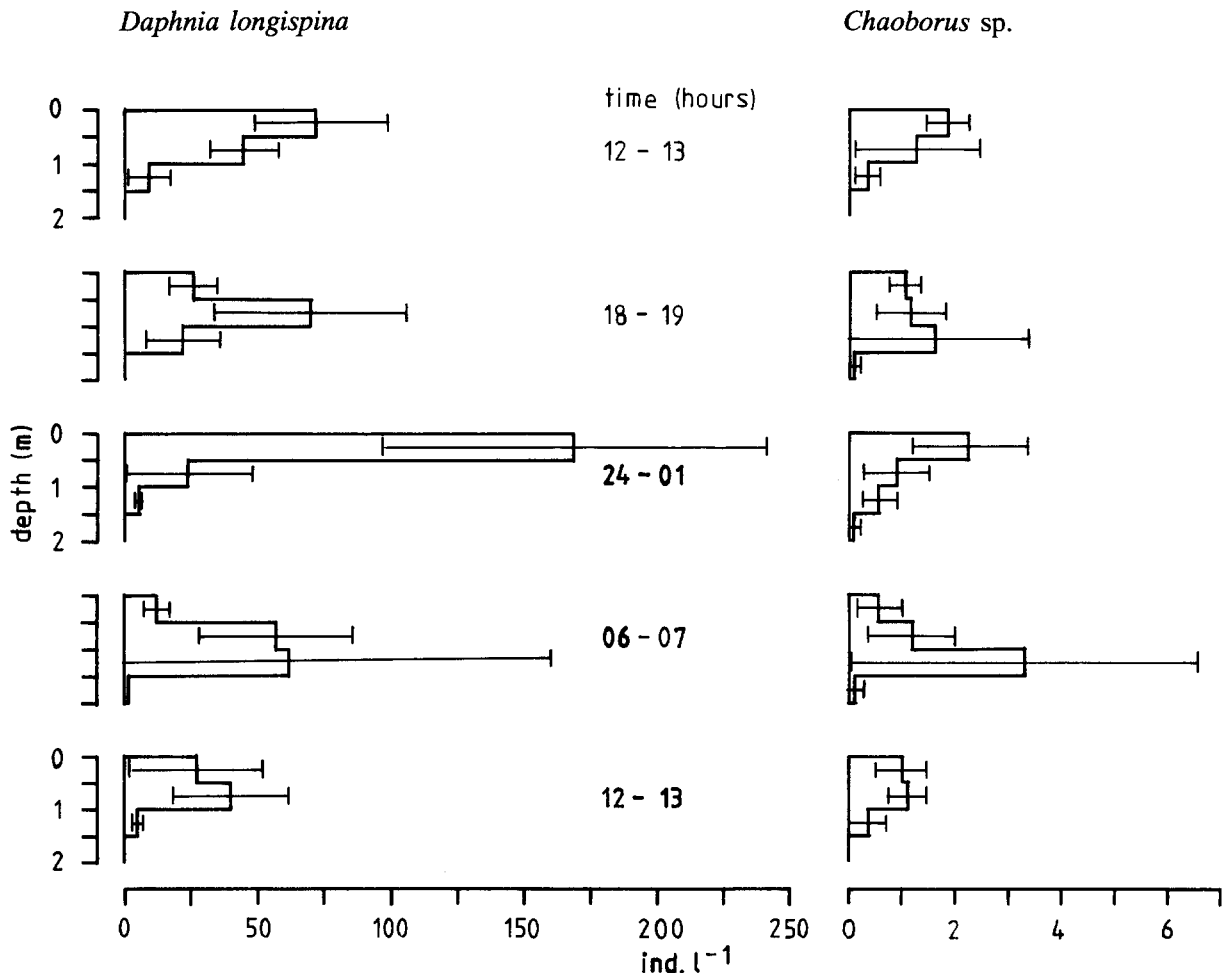 Daphnia longispina
Chaoborus sp.
time (hours)
0
1
2
12 - 13
18 - 19
depth (m)
0
1
2
24 - 01
06 - 07
0
1
2
12 - 13
0 50 100 150 200 250
0 2 4 6
ind. l⁻¹